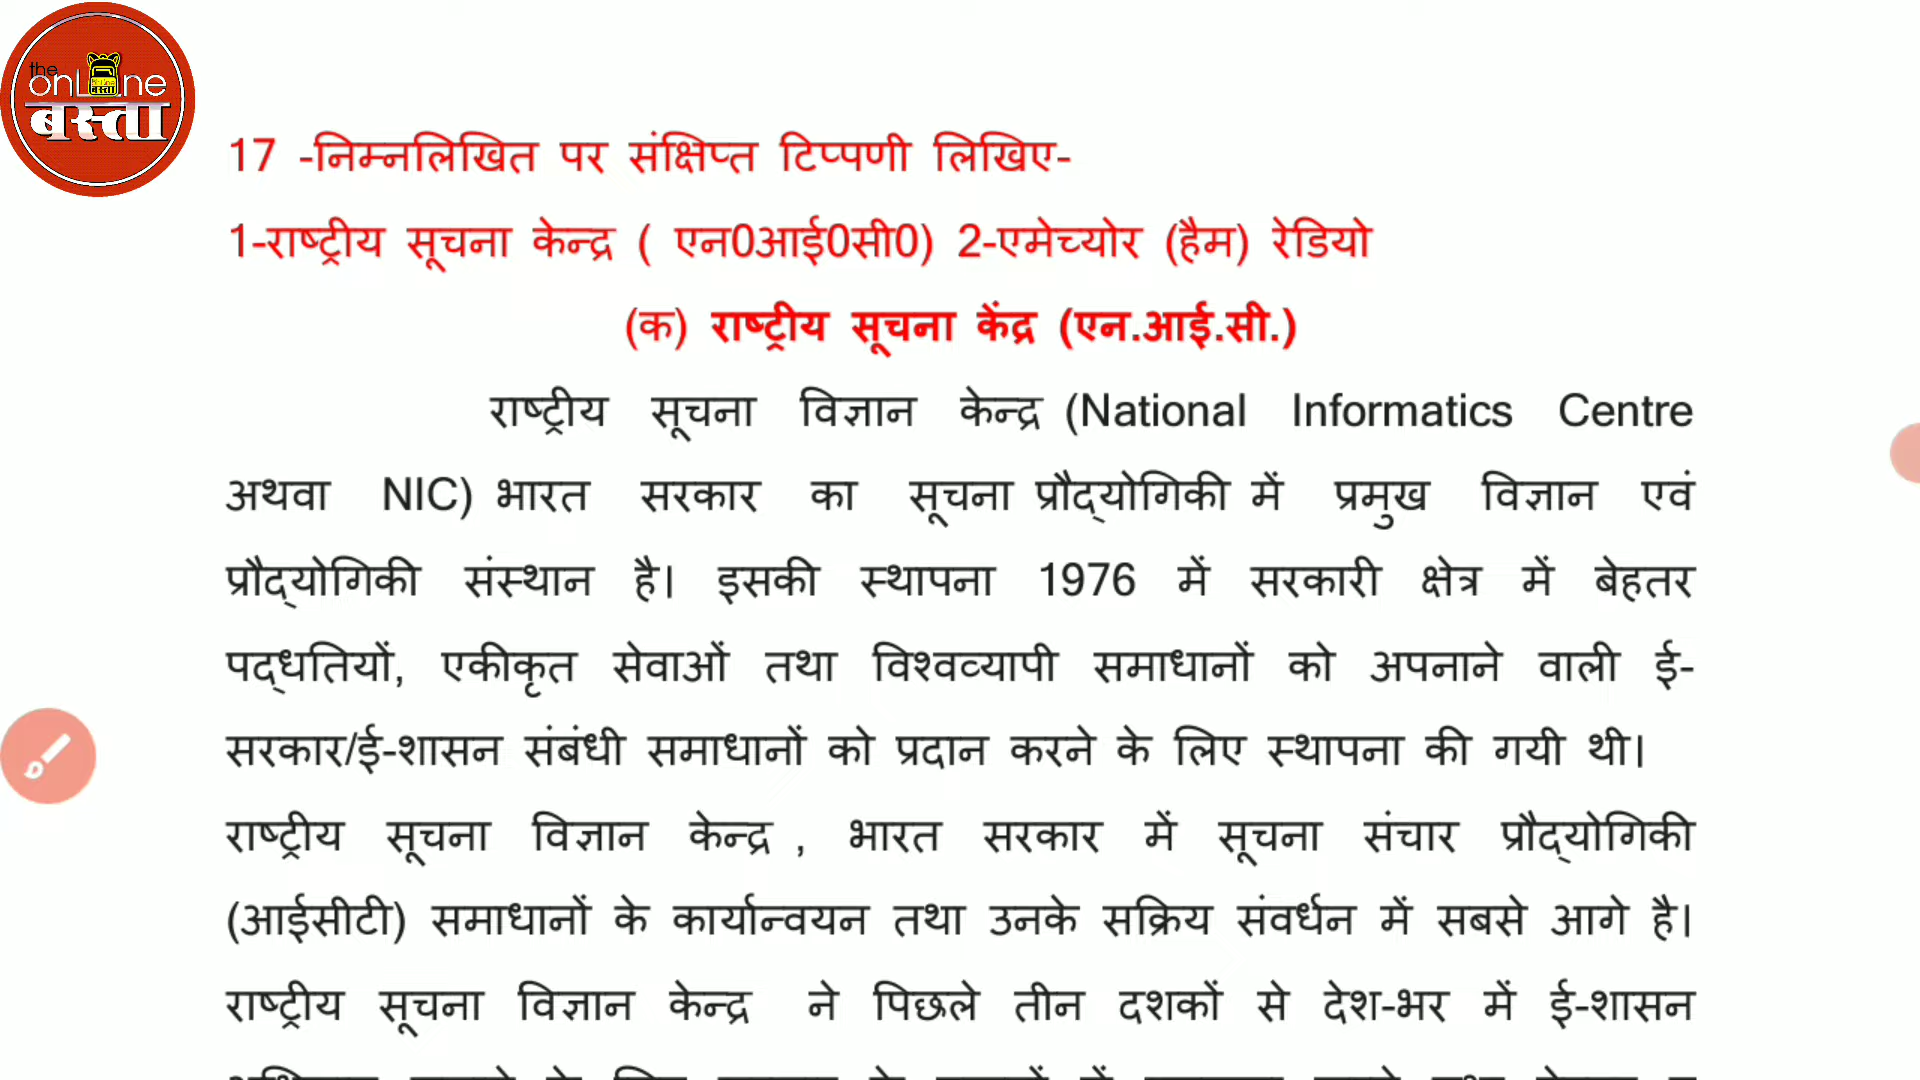 the
onLine
बस्ता
17 -निम्नलिखित पर संक्षिप्त टिप्पणी लिखिए-
1-राष्ट्रीय सूचना केन्द्र ( एन0आई0सी0) 2-एमेच्योर (हैम) रेडियो
(क) राष्ट्रीय सूचना केंद्र (एन.आई.सी.)
राष्ट्रीय सूचना विज्ञान केन्द्र (National Informatics Centre
अथवा NIC) भारत सरकार का सूचना प्रौद्योगिकी में प्रमुख विज्ञान एवं
प्रौद्योगिकी संस्थान है। इसकी स्थापना 1976 में सरकारी क्षेत्र में बेहतर
पद्धतियों, एकीकृत सेवाओं तथा विश्वव्यापी समाधानों को अपनाने वाली ई-
सरकार/ई-शासन संबंधी समाधानों को प्रदान करने के लिए स्थापना की गयी थी।
राष्ट्रीय सूचना विज्ञान केन्द्र , भारत सरकार में सूचना संचार प्रौद्योगिकी
(आईसीटी) समाधानों के कार्यान्वयन तथा उनके सक्रिय संवर्धन में सबसे आगे है।
राष्ट्रीय सूचना विज्ञान केन्द्र ने पिछले तीन दशकों से देश-भर में ई-शासन